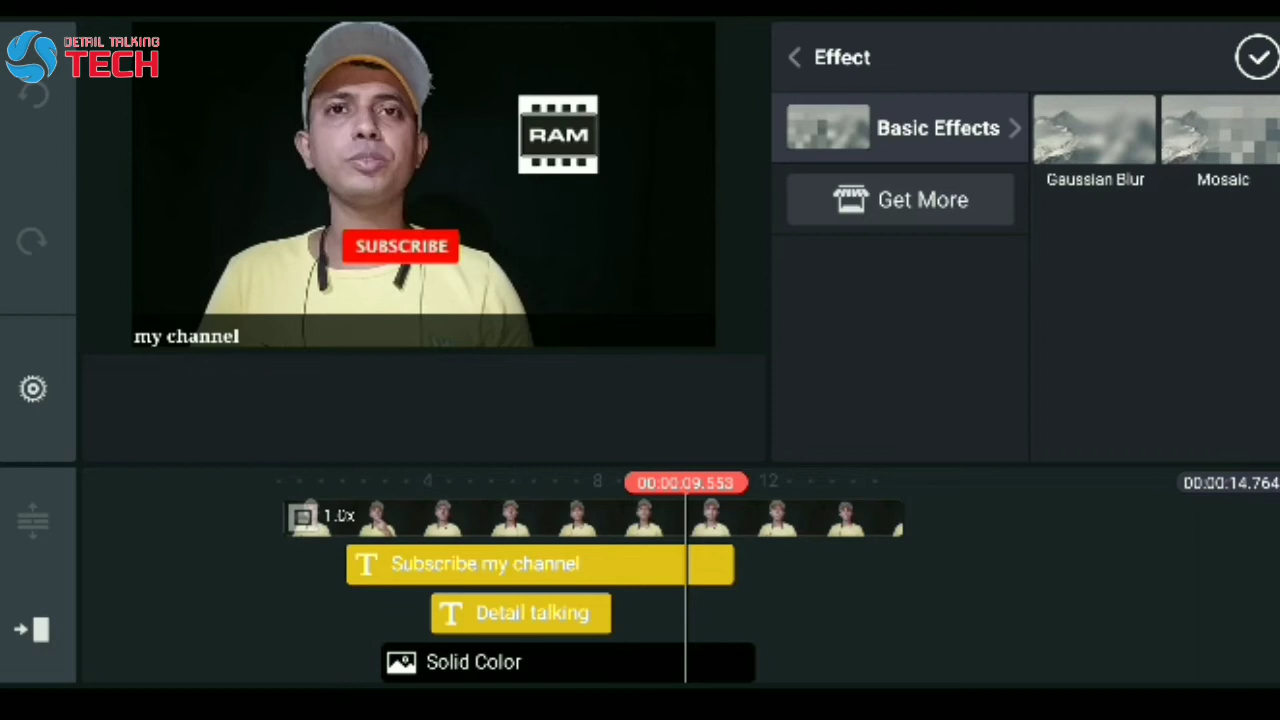 DETAIL TALKING
TECH
RAM
SUBSCRIBE
my channel
Effect
Basic Effects
Get More
Gaussian Blur
Mosaic
4
8
00:00:09.553
12
00:00:14.764
1.0x
Subscribe my channel
Detail talking
Solid Color